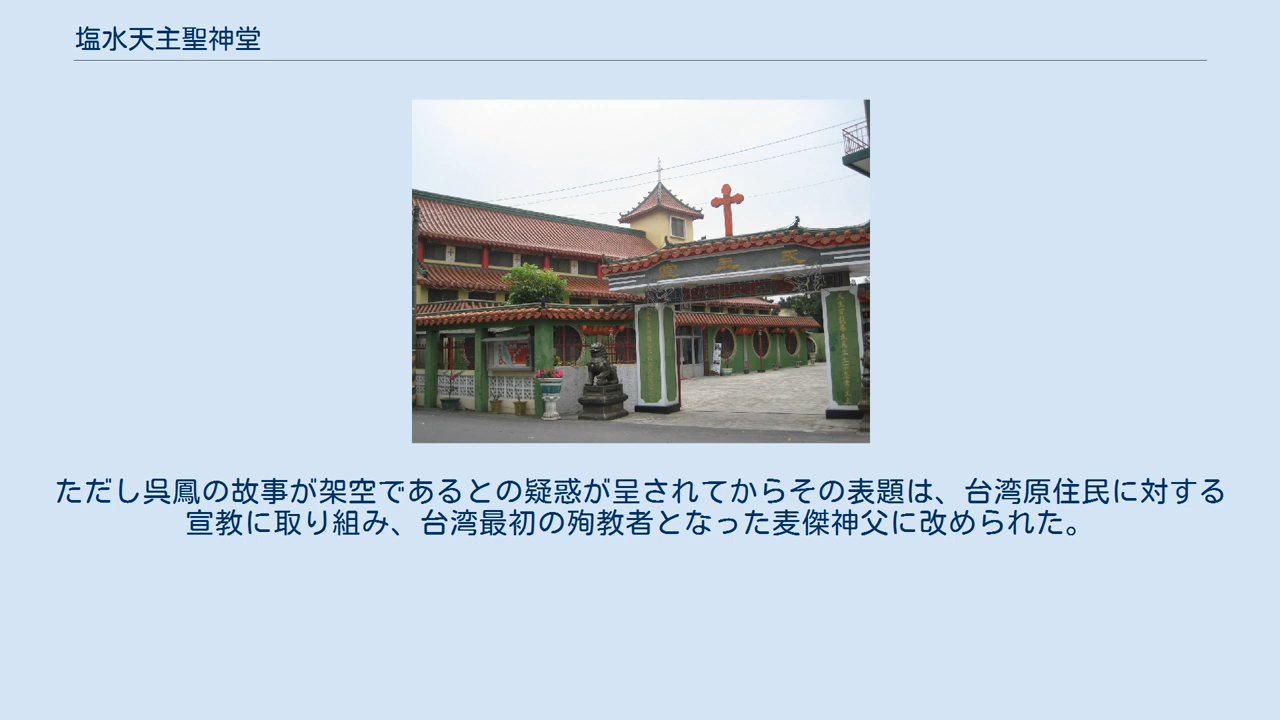 塩水天主聖神堂
天主堂
ただし呉鳳の故事が架空であるとの疑惑が呈されてからその表題は、台湾原住民に対する
宣教に取り組み、台湾最初の殉教者となった麦傑神父に改められた。